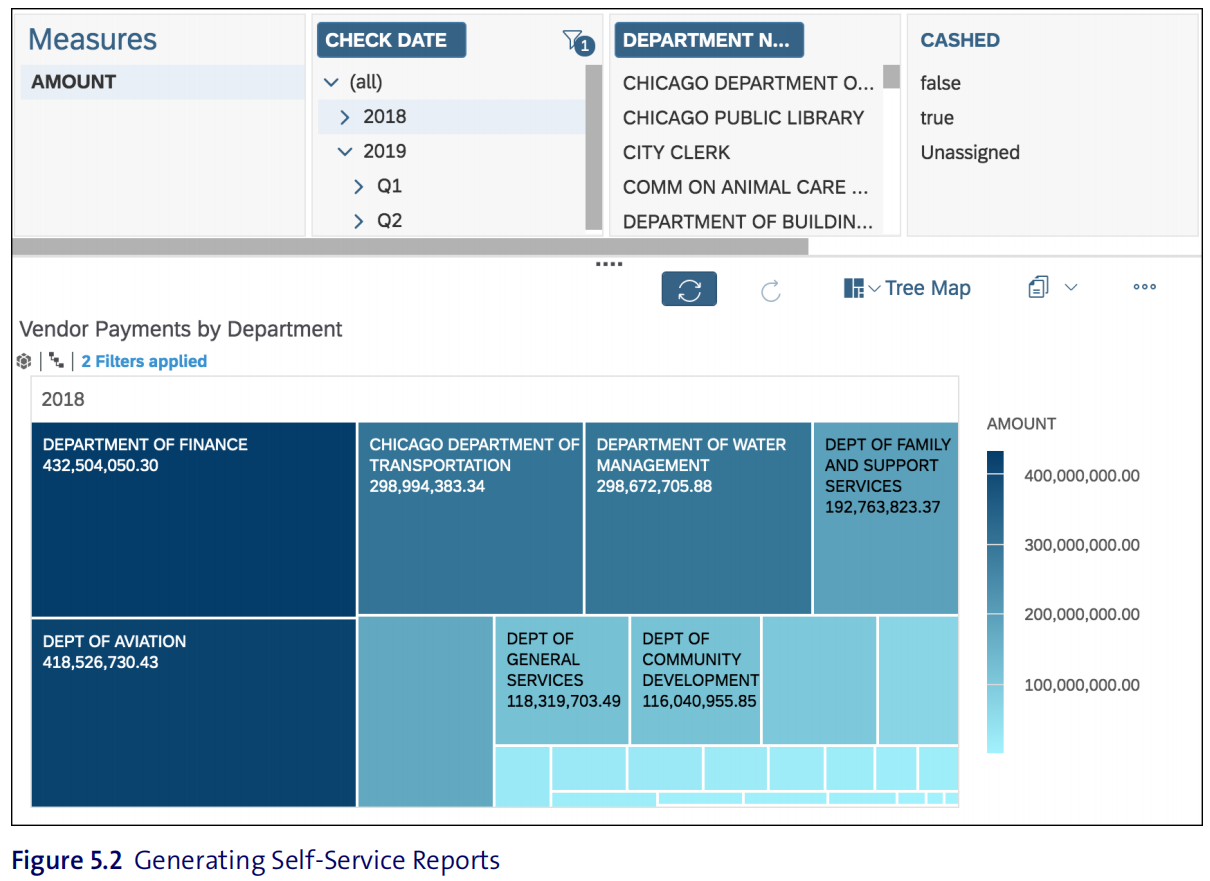 Measures
AMOUNT
CHECK DATE
1
(all)
2018
2019
Q1
Q2
DEPARTMENT N...
CHICAGO DEPARTMENT O...
CHICAGO PUBLIC LIBRARY
CITY CLERK
COMM ON ANIMAL CARE ...
DEPARTMENT OF BUILDIN...
CASHED
false
true
Unassigned
Tree Map
Vendor Payments by Department
2 Filters applied
2018
DEPARTMENT OF FINANCE
432,504,050.30
CHICAGO DEPARTMENT OF
TRANSPORTATION
298,994,383.34
DEPARTMENT OF WATER
MANAGEMENT
298,672,705.88
DEPT OF FAMILY
AND SUPPORT
SERVICES
192,763,823.37
DEPT OF AVIATION
418,526,730.43
DEPT OF
GENERAL
SERVICES
118,319,703.49
DEPT OF
COMMUNITY
DEVELOPMENT
116,040,955.85
AMOUNT
400,000,000.00
300,000,000.00
200,000,000.00
100,000,000.00
Figure 5.2 Generating Self-Service Reports